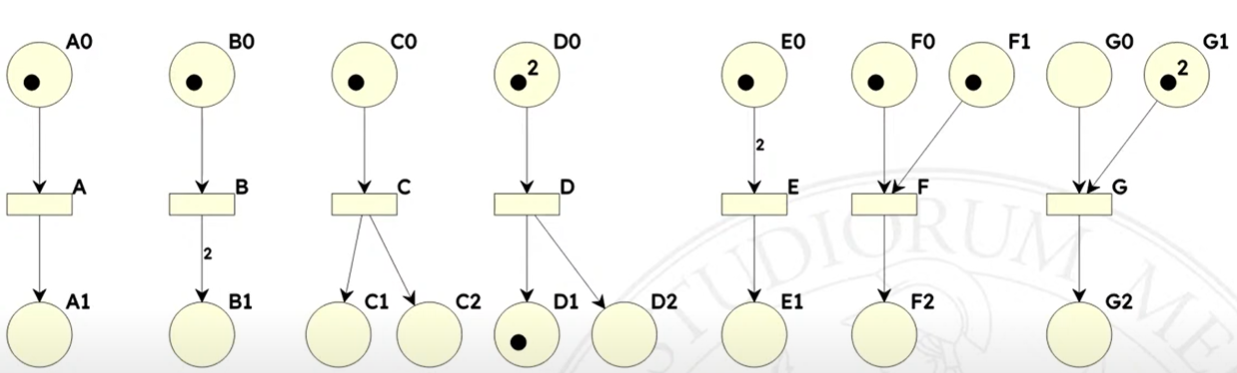 A0 B0 C0 D0 E0 F0 F1 G0 G1
2 2
2
A B C D E F G
2
A1 B1 C1 C2 D1 D2 E1 F2 G2
STUDIORUM